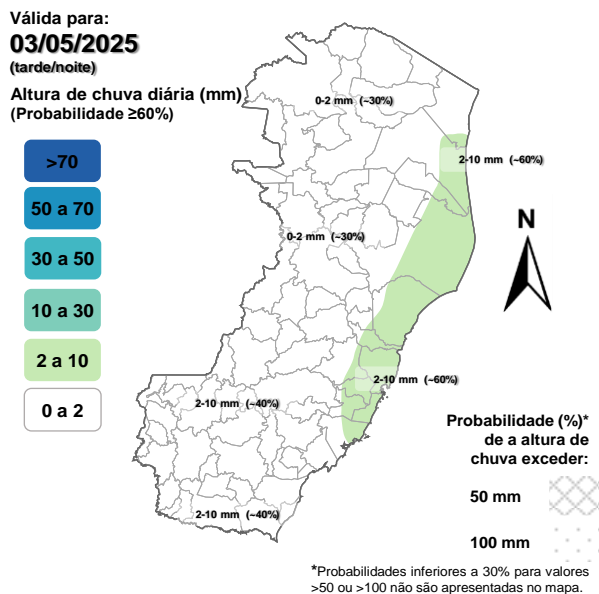 Válida para:
03/05/2025
(tarde/noite)
Altura de chuva diária (mm)
(Probabilidade ≥60%)
>70
50 a 70
30 a 50
10 a 30
2 a 10
0 a 2
0-2 mm (~30%)
2-10 mm (~60%)
0-2 mm (~30%)
N
2-10 mm (~60%)
2-10 mm (~40%)
2-10 mm (~40%)
Probabilidade (%)*
de a altura de
chuva exceder:
50 mm
100 mm
*Probabilidades inferiores a 30% para valores
>50 ou >100 não são apresentadas no mapa.